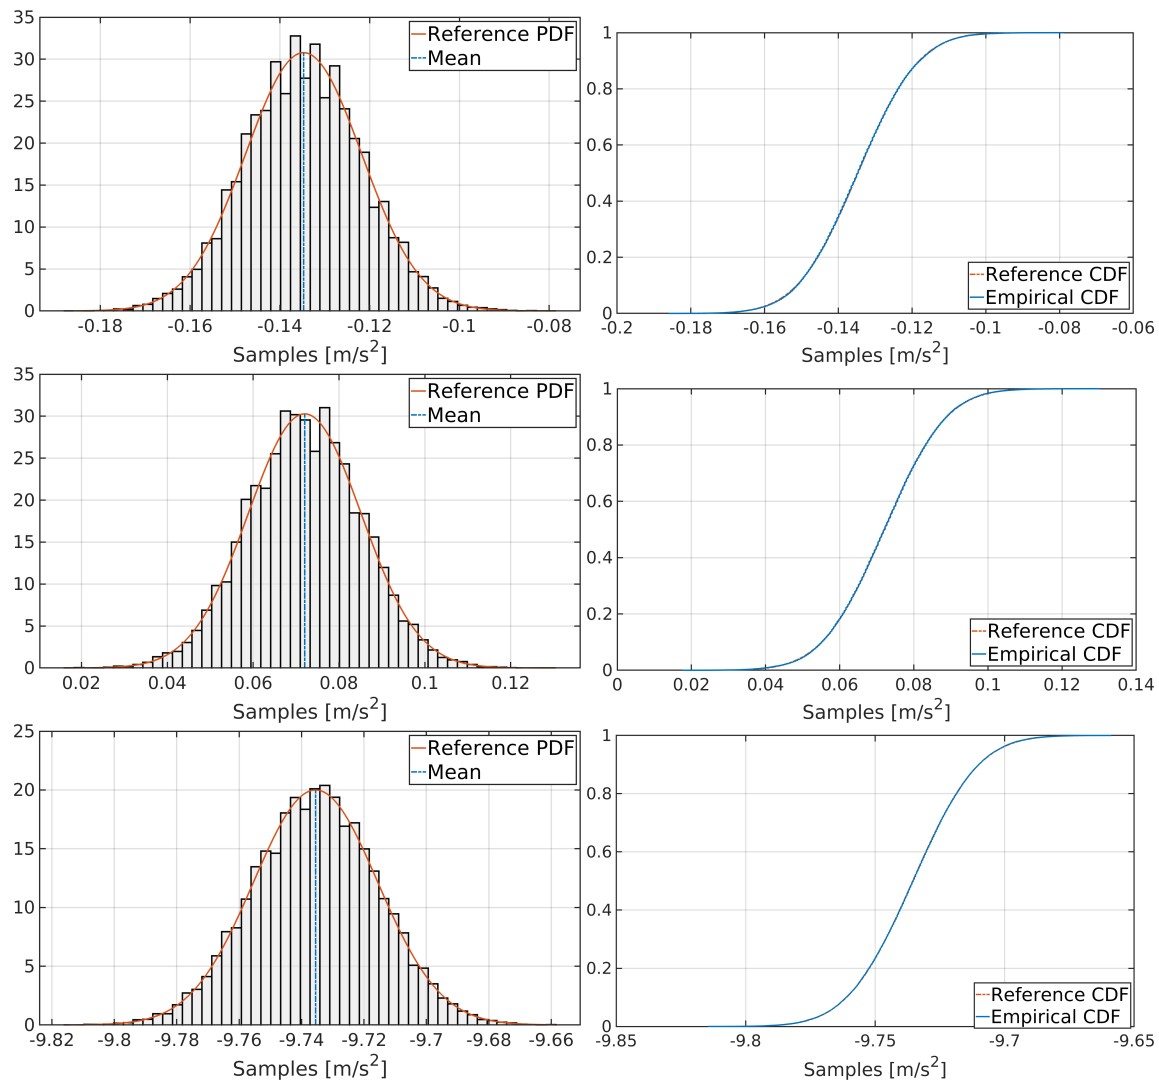 35
30
25
20
15
10
5
0
Reference PDF
Mean
-0.18 -0.16 -0.14 -0.12 -0.1 -0.08
Samples [m/s²]
1
0.8
0.6
0.4
0.2
0
Reference CDF
Empirical CDF
-0.2 -0.18 -0.16 -0.14 -0.12 -0.1 -0.08 -0.06
Samples [m/s²]
35
30
25
20
15
10
5
0
Reference PDF
Mean
0.02 0.04 0.06 0.08 0.1 0.12
Samples [m/s²]
1
0.8
0.6
0.4
0.2
0
Reference CDF
Empirical CDF
0 0.02 0.04 0.06 0.08 0.1 0.12 0.14
Samples [m/s²]
25
20
15
10
5
0
Reference PDF
Mean
-9.82 -9.8 -9.78 -9.76 -9.74 -9.72 -9.7 -9.68 -9.66
Samples [m/s²]
1
0.8
0.6
0.4
0.2
0
Reference CDF
Empirical CDF
-9.85 -9.8 -9.75 -9.7 -9.65
Samples [m/s²]